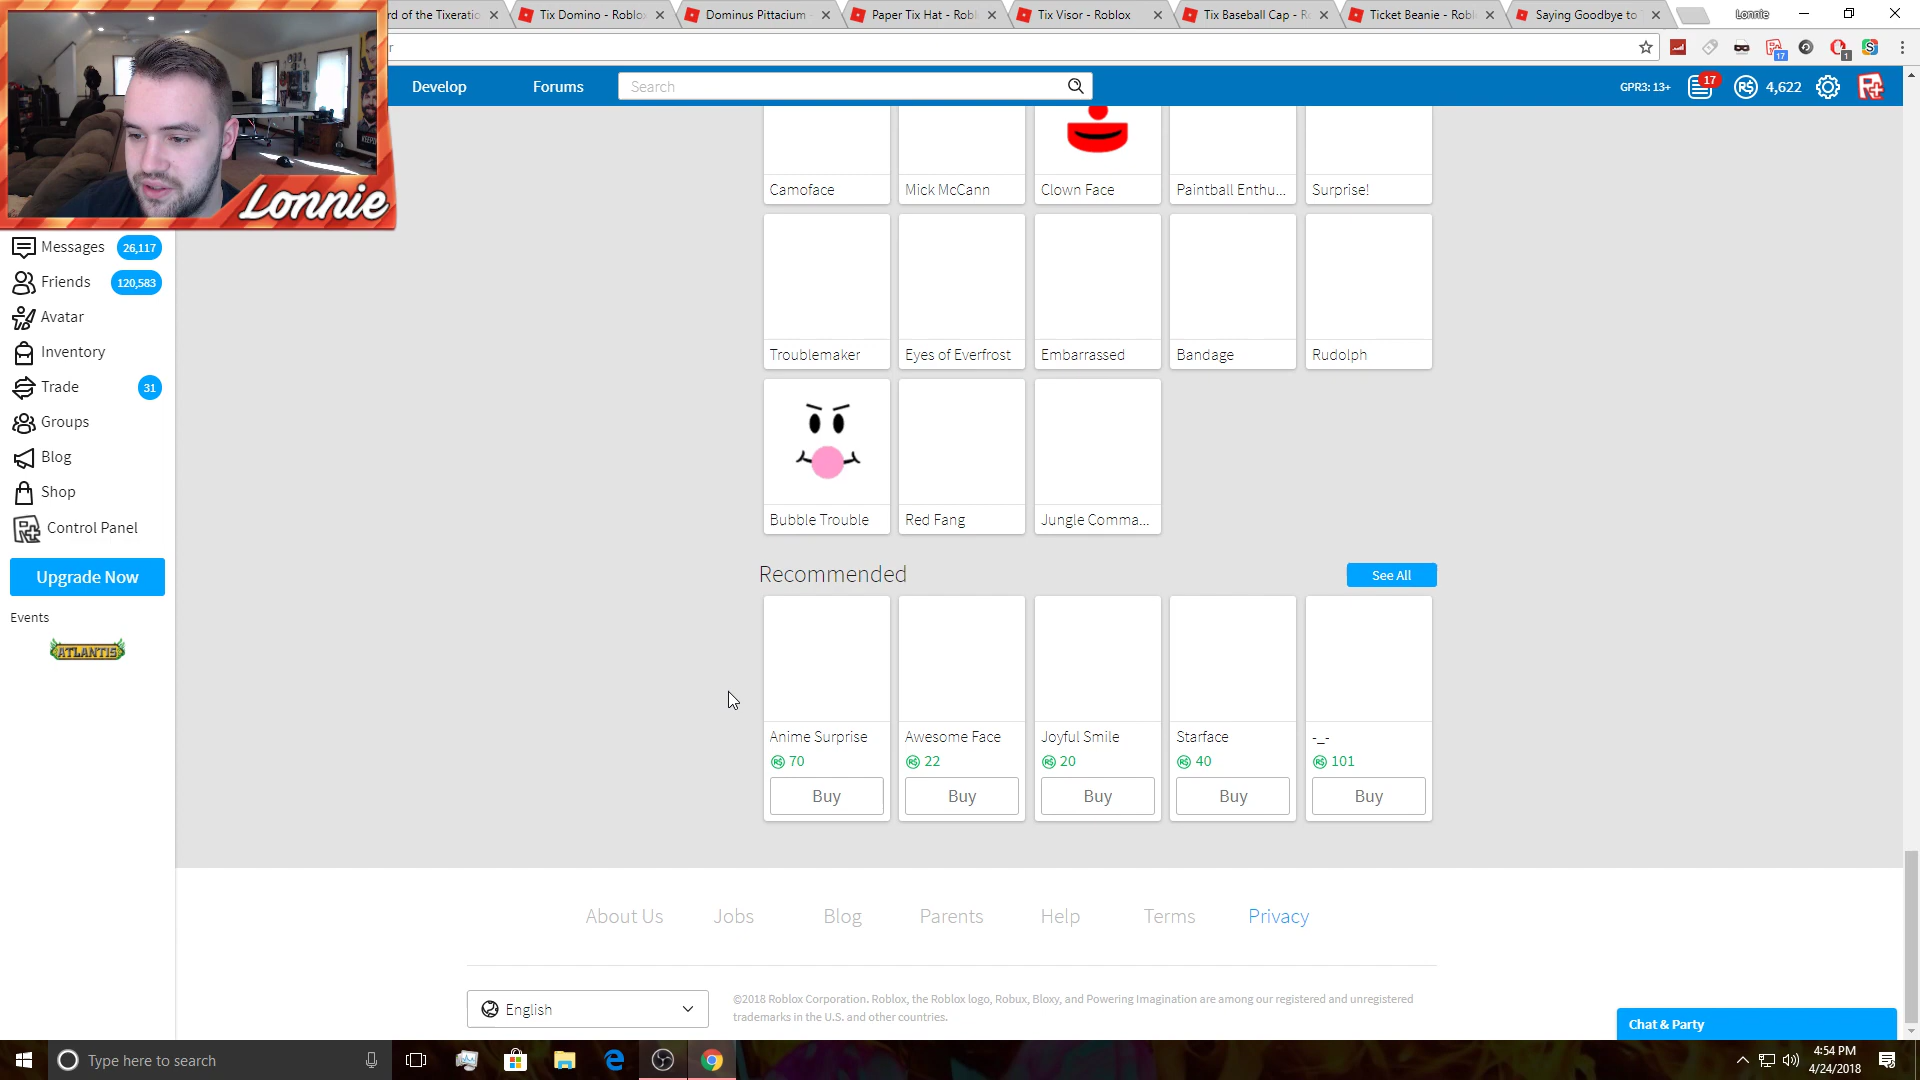 rd of the Tixeratio
Tix Domino - Roblo
Dominus Pittacium -
Paper Tix Hat - Robl
Tix Visor - Roblox
Tix Baseball Cap - R
Ticket Beanie - Robl
Saying Goodbye to T
Lonnie
Develop
Forums
Search
GPR3: 13+
17
4,622
17
1
Lonnie
Messages 26,117
Friends 120,583
Avatar
Inventory
Trade 31
Groups
Blog
Shop
Control Panel
Upgrade Now
Events
ATLANTIS
Camoface
Mick McCann
Clown Face
Paintball Enthu...
Surprise!
Troublemaker
Eyes of Everfrost
Embarrassed
Bandage
Rudolph
Bubble Trouble
Red Fang
Jungle Comma...
Recommended
See All
Anime Surprise
Awesome Face
Joyful Smile
Starface
-_-
70
22
20
40
101
Buy
Buy
Buy
Buy
Buy
About Us
Jobs
Blog
Parents
Help
Terms
Privacy
English
©2018 Roblox Corporation. Roblox, the Roblox logo, Robux, Bloxy, and Powering Imagination are among our registered and unregistered
trademarks in the U.S. and other countries.
Chat & Party
Type here to search
4:54 PM
4/24/2018